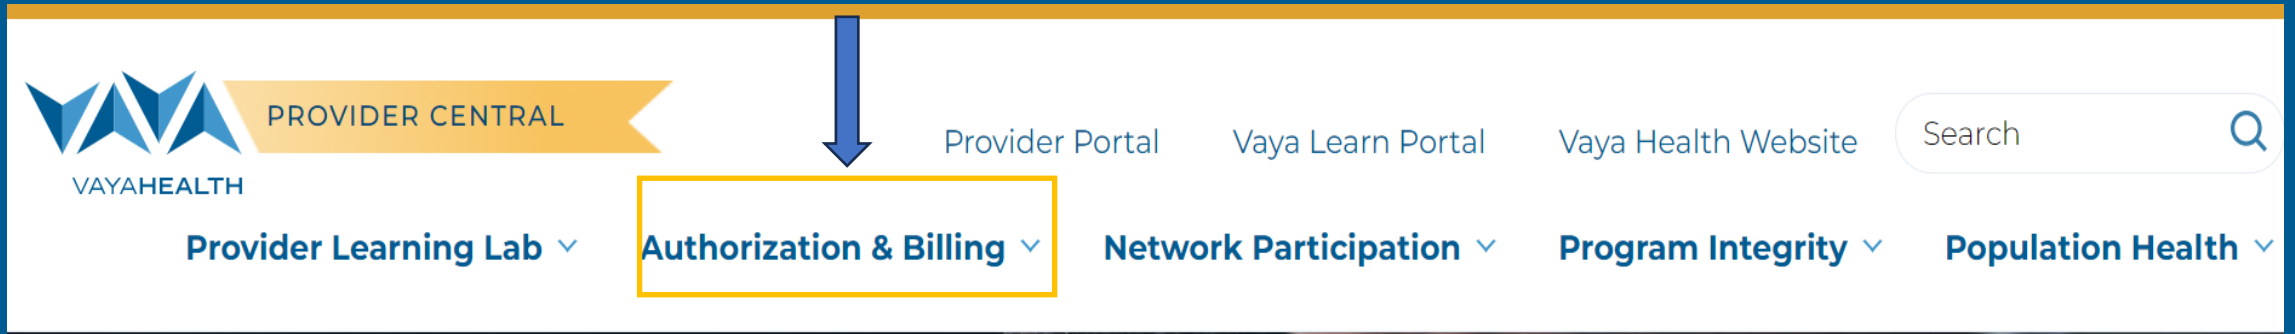 VAYA
PROVIDER CENTRAL
VAYAHEALTH
Provider Portal
Vaya Learn Portal
Vaya Health Website
Search
Provider Learning Lab
Authorization & Billing
Network Participation
Program Integrity
Population Health